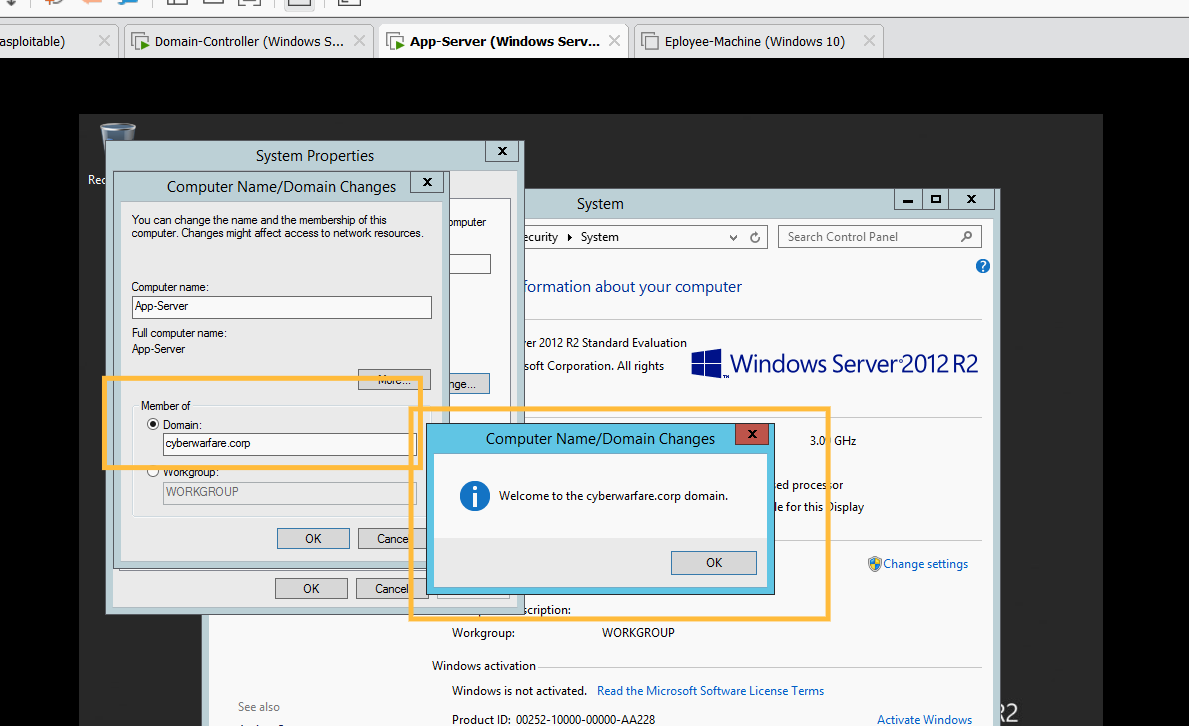 asploitable)
Domain-Controller (Windows S...
App-Server (Windows Serv...
Eployee-Machine (Windows 10)
Rec
System Properties
Computer Name/Domain Changes
You can change the name and the membership of this
computer. Changes might affect access to network resources.
Computer name:
App-Server
Full computer name:
App-Server
More...
Member of
Domain:
cyberwarfare.corp
Workgroup:
WORKGROUP
OK
Cance
OK
Cancel
omputer
nge...
System
ecurity
System
Search Control Panel
formation about your computer
ver 2012 R2 Standard Evaluation
soft Corporation. All rights
Windows Server 2012 R2
3.00 GHz
sed processor
le for this Display
Computer Name/Domain Changes
Welcome to the cyberwarfare.corp domain.
OK
Change settings
scription:
Workgroup:
WORKGROUP
Windows activation
Windows is not activated.
Read the Microsoft Software License Terms
See also
Product ID: 00252-10000-00000-AA228
Activate Windows
R2